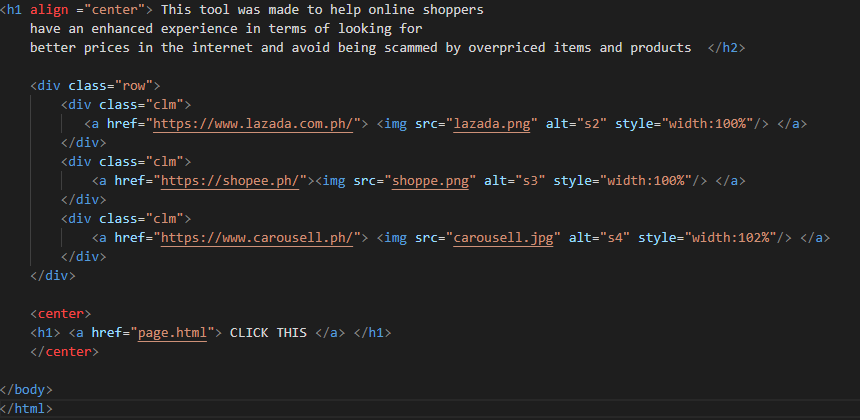 <h1 align ="center"> This tool was made to help online shoppers
have an enhanced experience in terms of looking for
better prices in the internet and avoid being scammed by overpriced items and products  </h2>
<div class="row">
<div class="clm">
<a href="https://www.lazada.com.ph/"> <img src="lazada.png" alt="s2" style="width:100%"/> </a>
</div>
<div class="clm">
<a href="https://shopee.ph/"><img src="shoppe.png" alt="s3" style="width:100%"/> </a>
</div>
<div class="clm">
<a href="https://www.carousell.ph/"> <img src="carousell.jpg" alt="s4" style="width:102%"/> </a>
</div>
</div>
<center>
<h1> <a href="page.html"> CLICK THIS </a> </h1>
</center>
</body>
</html>